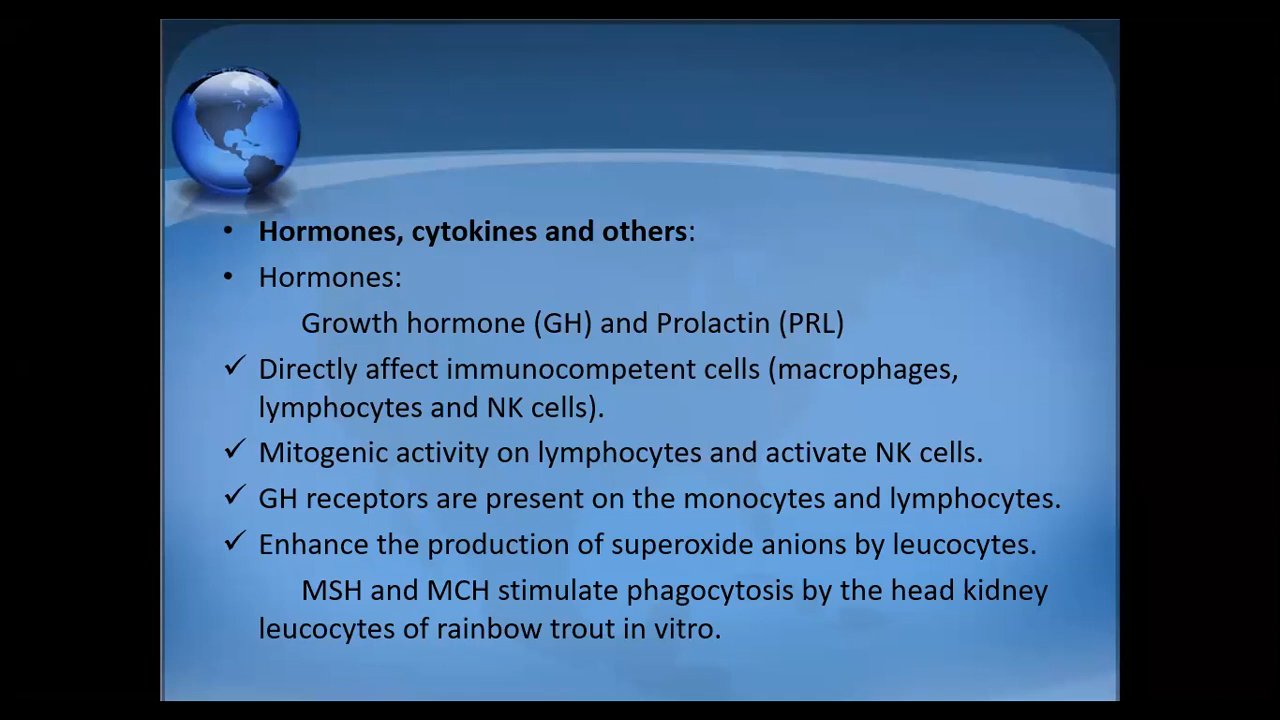 • Hormones, cytokines and others:
• Hormones:
Growth hormone (GH) and Prolactin (PRL)
✓ Directly affect immunocompetent cells (macrophages,
lymphocytes and NK cells).
✓ Mitogenic activity on lymphocytes and activate NK cells.
✓ GH receptors are present on the monocytes and lymphocytes.
✓ Enhance the production of superoxide anions by leucocytes.
MSH and MCH stimulate phagocytosis by the head kidney
leucocytes of rainbow trout in vitro.